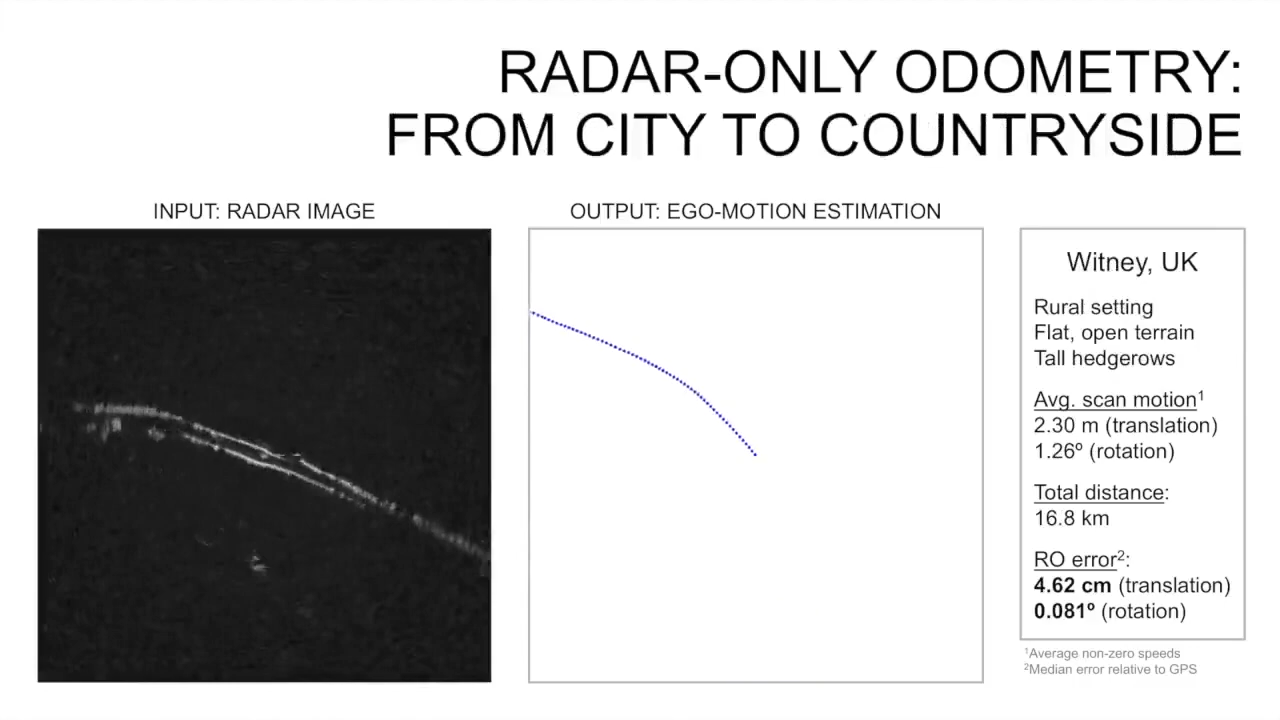 RADAR-ONLY ODOMETRY:
FROM CITY TO COUNTRYSIDE
INPUT: RADAR IMAGE
OUTPUT: EGO-MOTION ESTIMATION
Witney, UK
Rural setting
Flat, open terrain
Tall hedgerows
Avg. scan motion¹
2.30 m (translation)
1.26º (rotation)
Total distance:
16.8 km
RO error²:
4.62 cm (translation)
0.081º (rotation)
¹Average non-zero speeds
²Median error relative to GPS